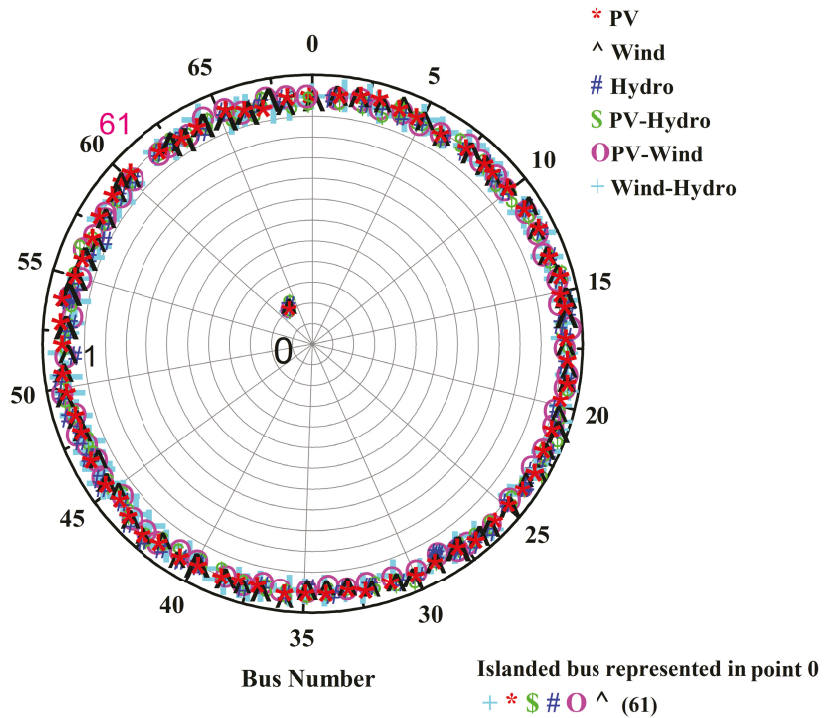 * PV
^ Wind
# Hydro
$ PV-Hydro
O PV-Wind
+ Wind-Hydro
0
5
10
15
20
25
30
35
40
45
50
55
60
61
65
1
0
Bus Number
Islanded bus represented in point 0
+ * $ # O ^ (61)